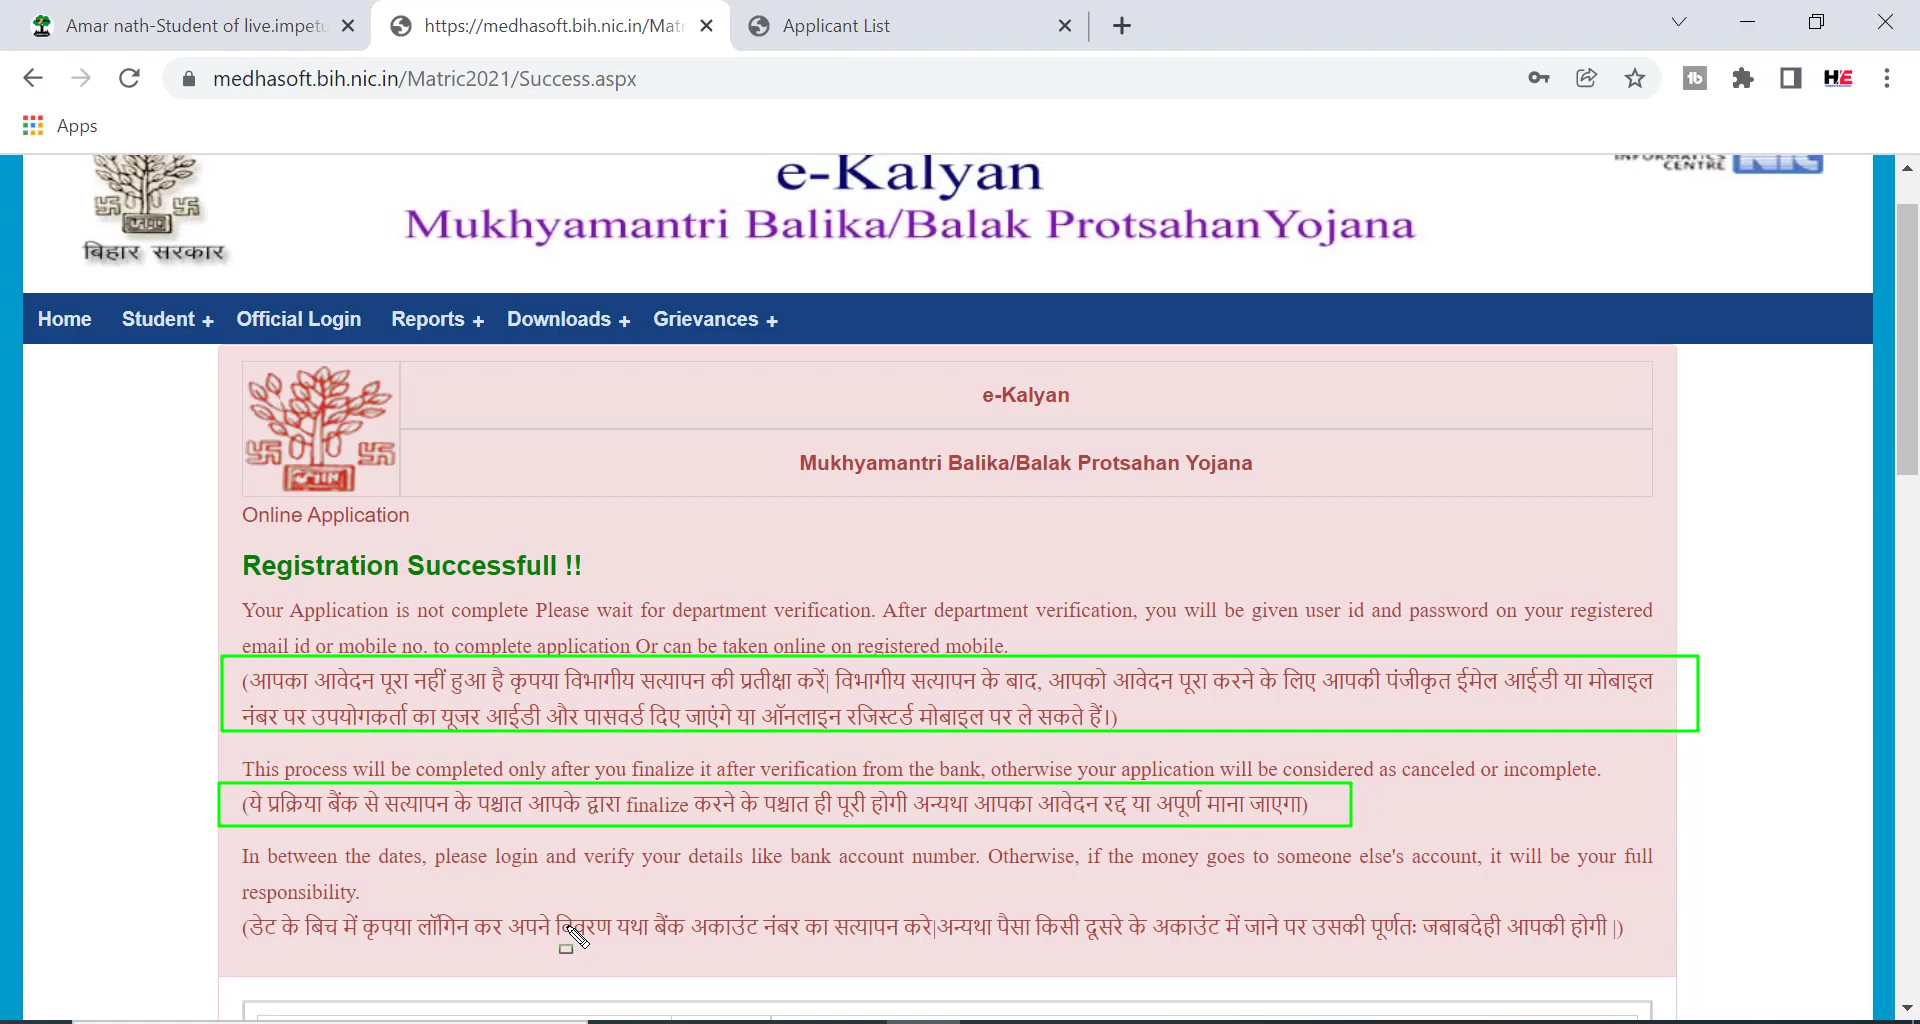 Amar nath-Student of live.impetu
https://medhasoft.bih.nic.in/Matr
Applicant List
medhasoft.bih.nic.in/Matric2021/Success.aspx
Apps
बिहार सरकार
e-Kalyan
Mukhyamantri Balika/Balak ProtsahanYojana
INFORMATICS
CENTRE
NIC
Home Student + Official Login Reports + Downloads + Grievances +
e-Kalyan
Mukhyamantri Balika/Balak Protsahan Yojana
Online Application
Registration Successfull !!
Your Application is not complete Please wait for department verification. After department verification, you will be given user id and password on your registered
email id or mobile no. to complete application Or can be taken online on registered mobile.
(आपका आवेदन पूरा नहीं हुआ है कृपया विभागीय सत्यापन की प्रतीक्षा करें| विभागीय सत्यापन के बाद, आपको आवेदन पूरा करने के लिए आपकी पंजीकृत ईमेल आईडी या मोबाइल
नंबर पर उपयोगकर्ता का यूजर आईडी और पासवर्ड दिए जाएंगे या ऑनलाइन रजिस्टर्ड मोबाइल पर ले सकते हैं।)
This process will be completed only after you finalize it after verification from the bank, otherwise your application will be considered as canceled or incomplete.
(ये प्रक्रिया बैंक से सत्यापन के पश्चात आपके द्वारा finalize करने के पश्चात ही पूरी होगी अन्यथा आपका आवेदन रद्द या अपूर्ण माना जाएगा)
In between the dates, please login and verify your details like bank account number. Otherwise, if the money goes to someone else's account, it will be your full
responsibility.
(डेट के बिच में कृपया लॉगिन कर अपने विवरण यथा बैंक अकाउंट नंबर का सत्यापन करे|अन्यथा पैसा किसी दूसरे के अकाउंट में जाने पर उसकी पूर्णतः जबाबदेही आपकी होगी |)